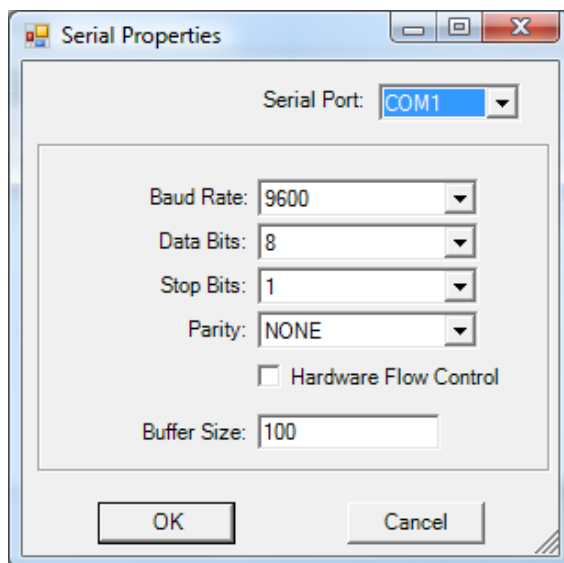 Serial Properties
Serial Port: COM1
Baud Rate: 9600
Data Bits: 8
Stop Bits: 1
Parity: NONE
Hardware Flow Control
Buffer Size: 100
OK Cancel